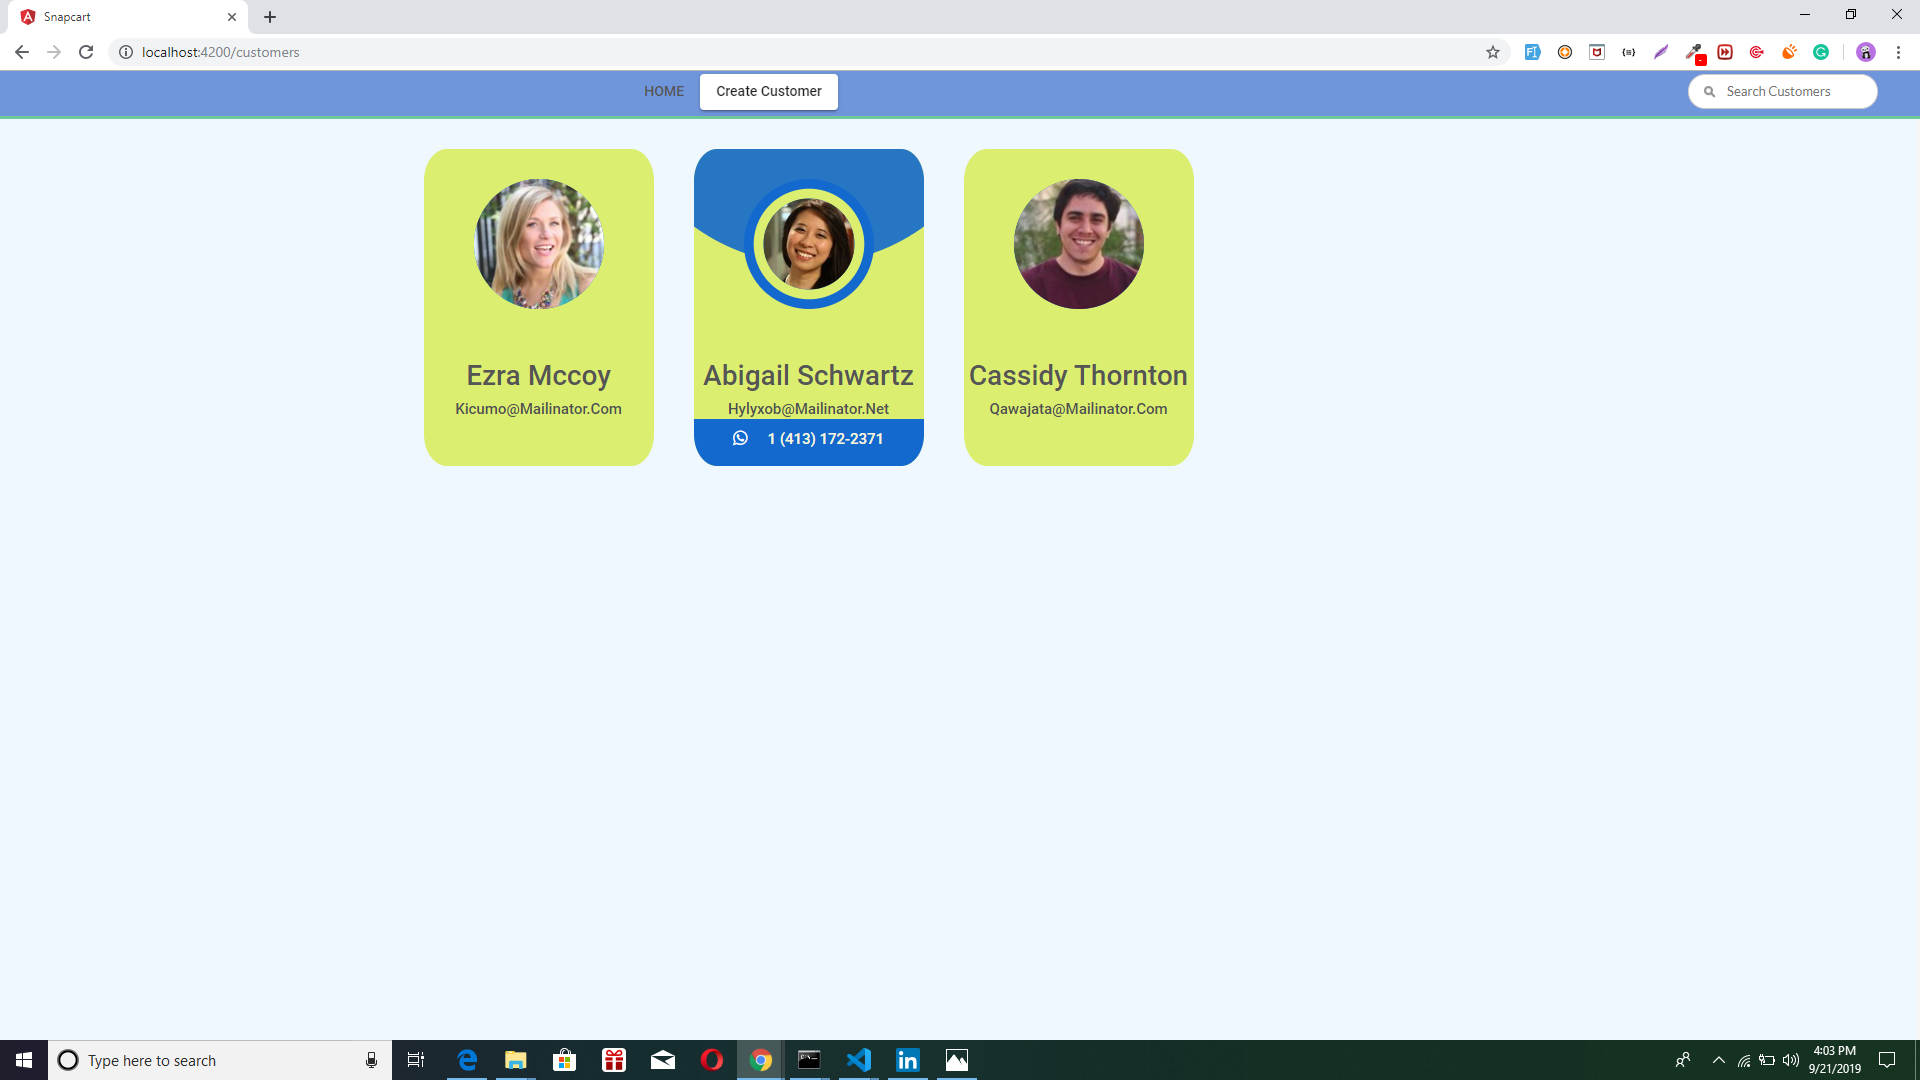 Snapcart
localhost:4200/customers
HOME
Create Customer
Search Customers
Ezra Mccoy
Kicumo@Mailinator.Com
Abigail Schwartz
Hylyxob@Mailinator.Net
1 (413) 172-2371
Cassidy Thornton
Qawajata@Mailinator.Com
Type here to search
4:03 PM
9/21/2019